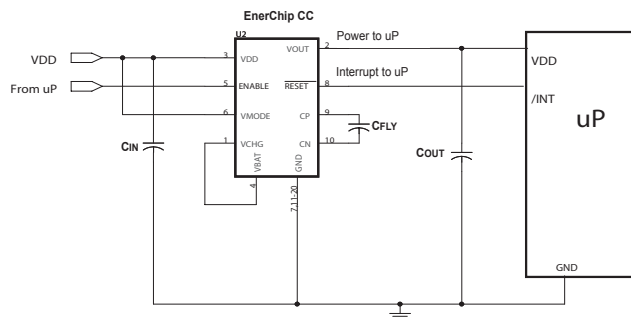 EnerChip CC
U2
Power to uP
VDD
3
VDD
VOUT
2
VDD
Interrupt to uP
From uP
5
ENABLE
RESET
8
/INT
6
VMODE
CP
9
CFLY
uP
CIN
1
VCHG
CN
10
COUT
VBAT
GND
4
7,11-20
GND